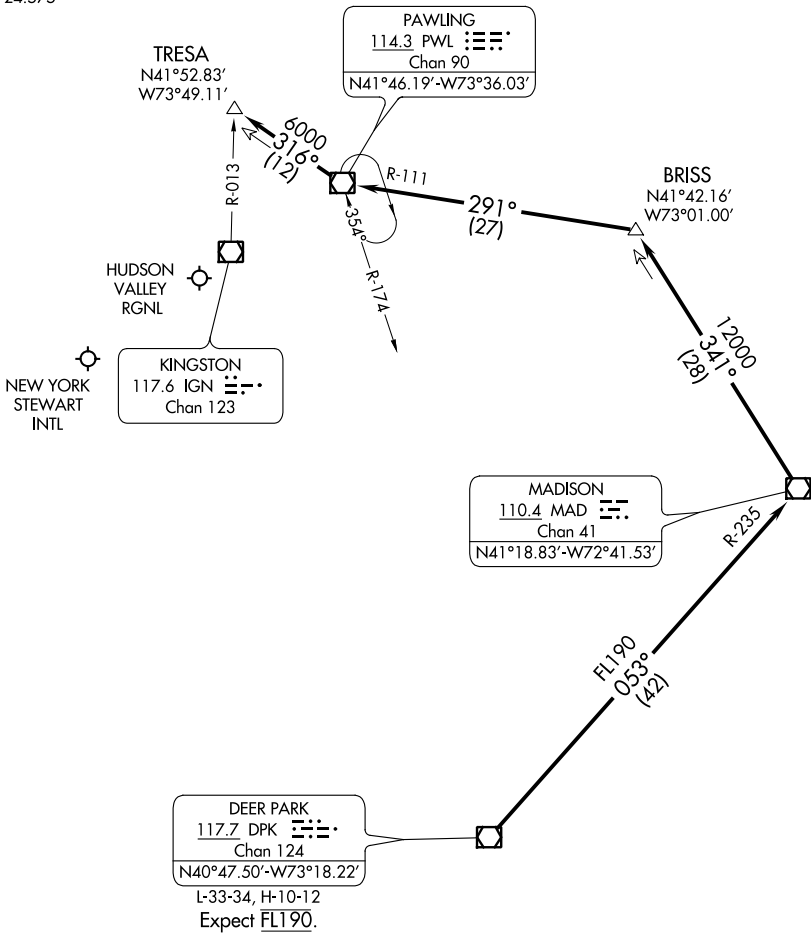 TRESA
N41°52.83'
W73°49.11'
PAWLING
114.3 PWL
Chan 90
N41°46.19'-W73°36.03'
6000
316°
(12)
R-013
R-111
291°
(27)
BRISS
N41°42.16'
W73°01.00'
354°
R-174
HUDSON
VALLEY
RGNL
NEW YORK
STEWART
INTL
KINGSTON
117.6 IGN
Chan 123
12000
341°
(28)
MADISON
110.4 MAD
Chan 41
N41°18.83'-W72°41.53'
R-235
FL190
053°
(42)
DEER PARK
117.7 DPK
Chan 124
N40°47.50'-W73°18.22'
L-33-34, H-10-12
Expect FL190.